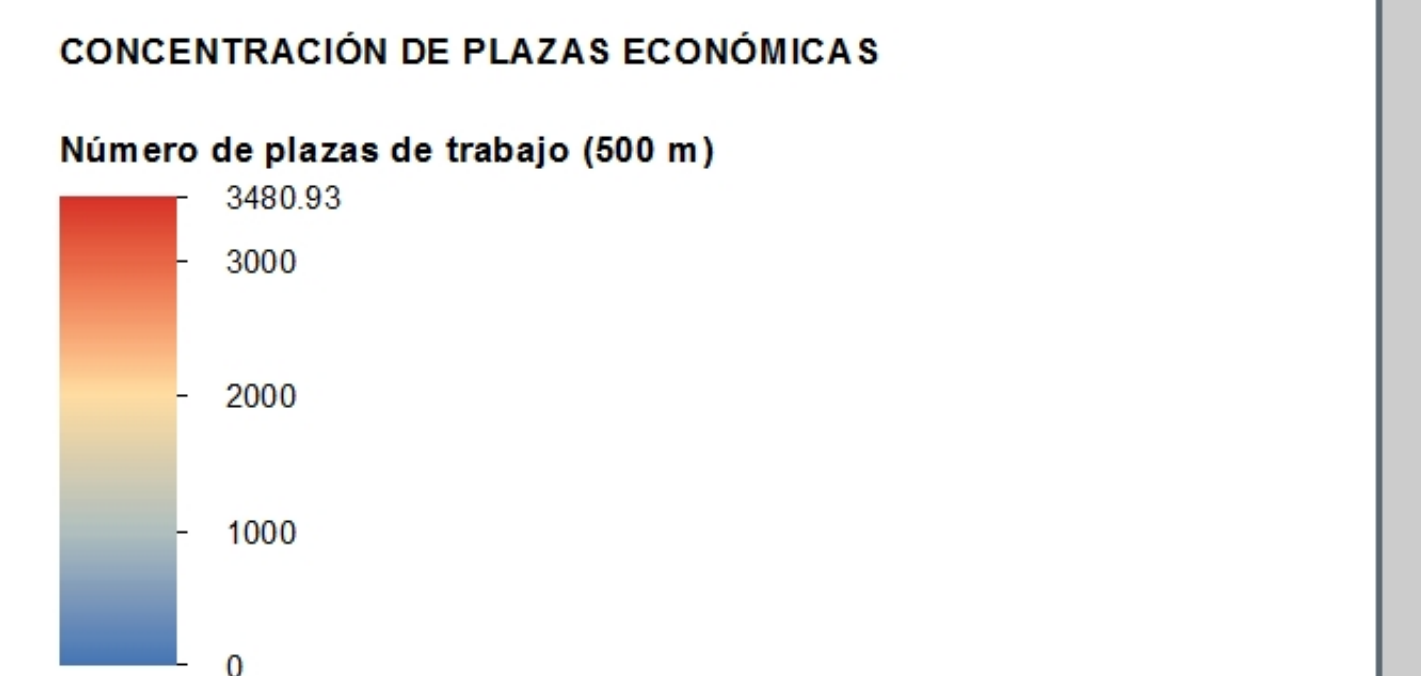 CONCENTRACIÓN DE PLAZAS ECONÓMICAS
Número de plazas de trabajo (500 m)
3480.93
3000
2000
1000
0